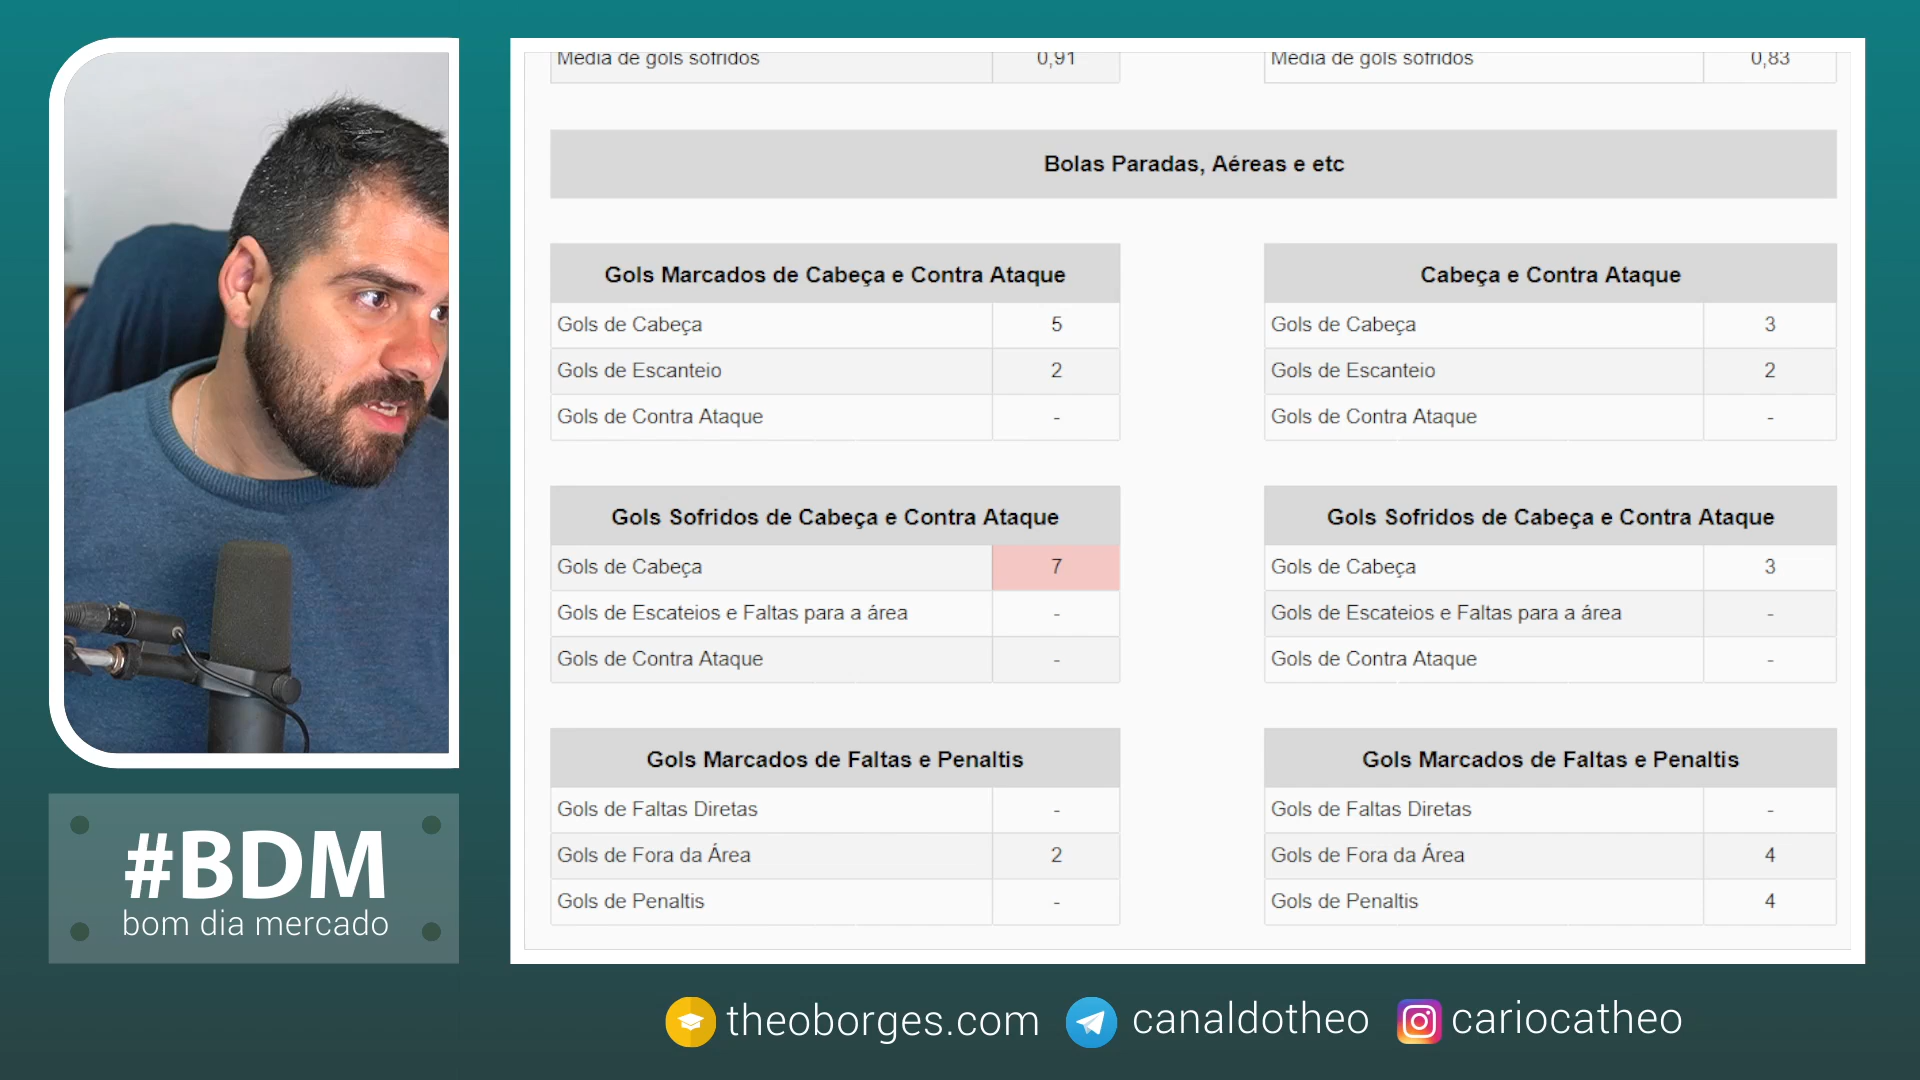 Média de gols sofridos 0,91
Média de gols sofridos 0,83
Bolas Paradas, Aéreas e etc
Gols Marcados de Cabeça e Contra Ataque
Gols de Cabeça 5
Gols de Escanteio 2
Gols de Contra Ataque -
Cabeça e Contra Ataque
Gols de Cabeça 3
Gols de Escanteio 2
Gols de Contra Ataque -
Gols Sofridos de Cabeça e Contra Ataque
Gols de Cabeça 7
Gols de Escateios e Faltas para a área -
Gols de Contra Ataque -
Gols Sofridos de Cabeça e Contra Ataque
Gols de Cabeça 3
Gols de Escateios e Faltas para a área -
Gols de Contra Ataque -
Gols Marcados de Faltas e Penaltis
Gols de Faltas Diretas -
Gols de Fora da Área 2
Gols de Penaltis -
Gols Marcados de Faltas e Penaltis
Gols de Faltas Diretas -
Gols de Fora da Área 4
Gols de Penaltis 4
#BDM
bom dia mercado
theoborges.com canaldotheo cariocatheo